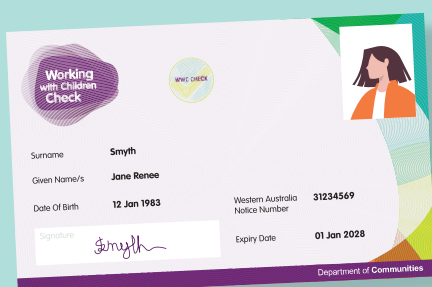 Working
with Children
Check
WWC CHECK
Surname Smyth
Given Name/s Jane Renee
Date Of Birth 12 Jan 1983
Western Australia
Notice Number 31234569
Signature
JSmyth
Expiry Date 01 Jan 2028
Department of Communities